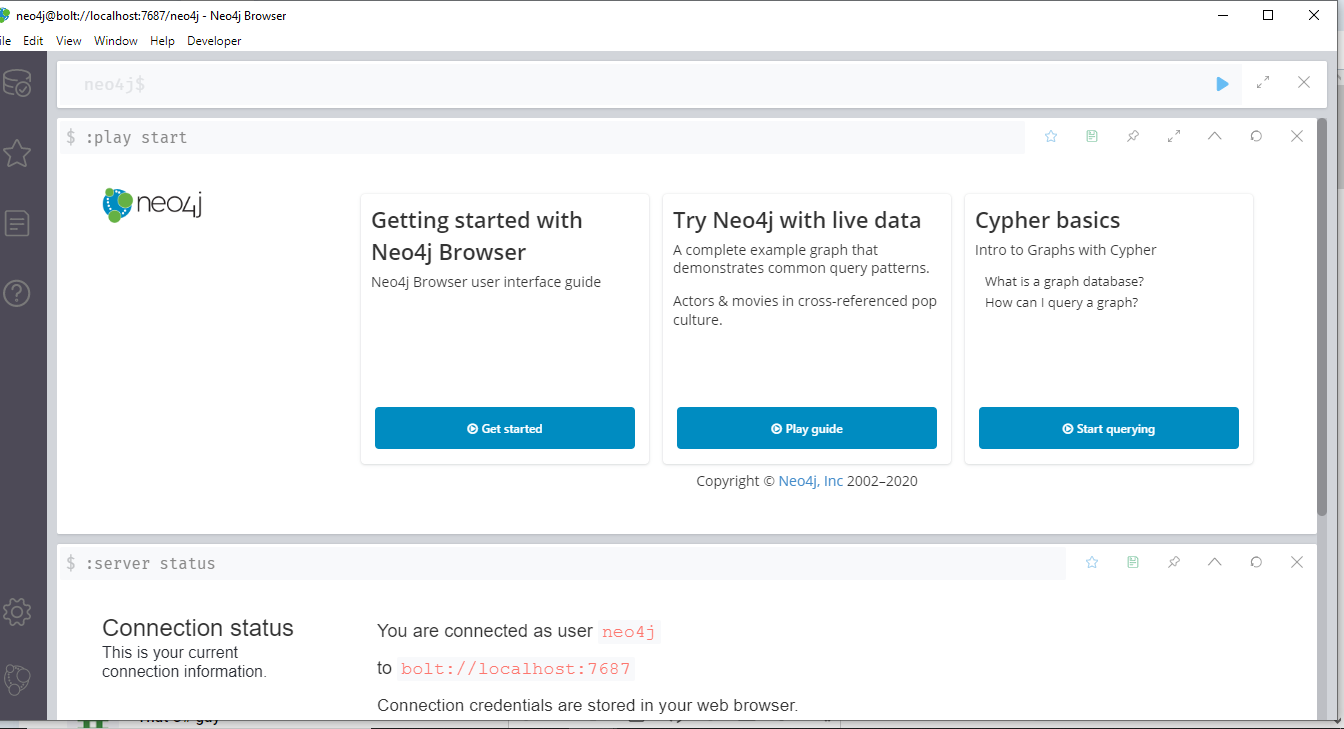 neo4j@bolt://localhost:7687/neo4j - Neo4j Browser
ile Edit View Window Help Developer
neo4j$
$ :play start
neo4j
Getting started with
Neo4j Browser
Neo4j Browser user interface guide
Get started
Try Neo4j with live data
A complete example graph that
demonstrates common query patterns.
Actors & movies in cross-referenced pop
culture.
Play guide
Cypher basics
Intro to Graphs with Cypher
What is a graph database?
How can I query a graph?
Start querying
Copyright © Neo4j, Inc 2002–2020
$ :server status
Connection status
This is your current
connection information.
You are connected as user neo4j
to bolt://localhost:7687
Connection credentials are stored in your web browser.